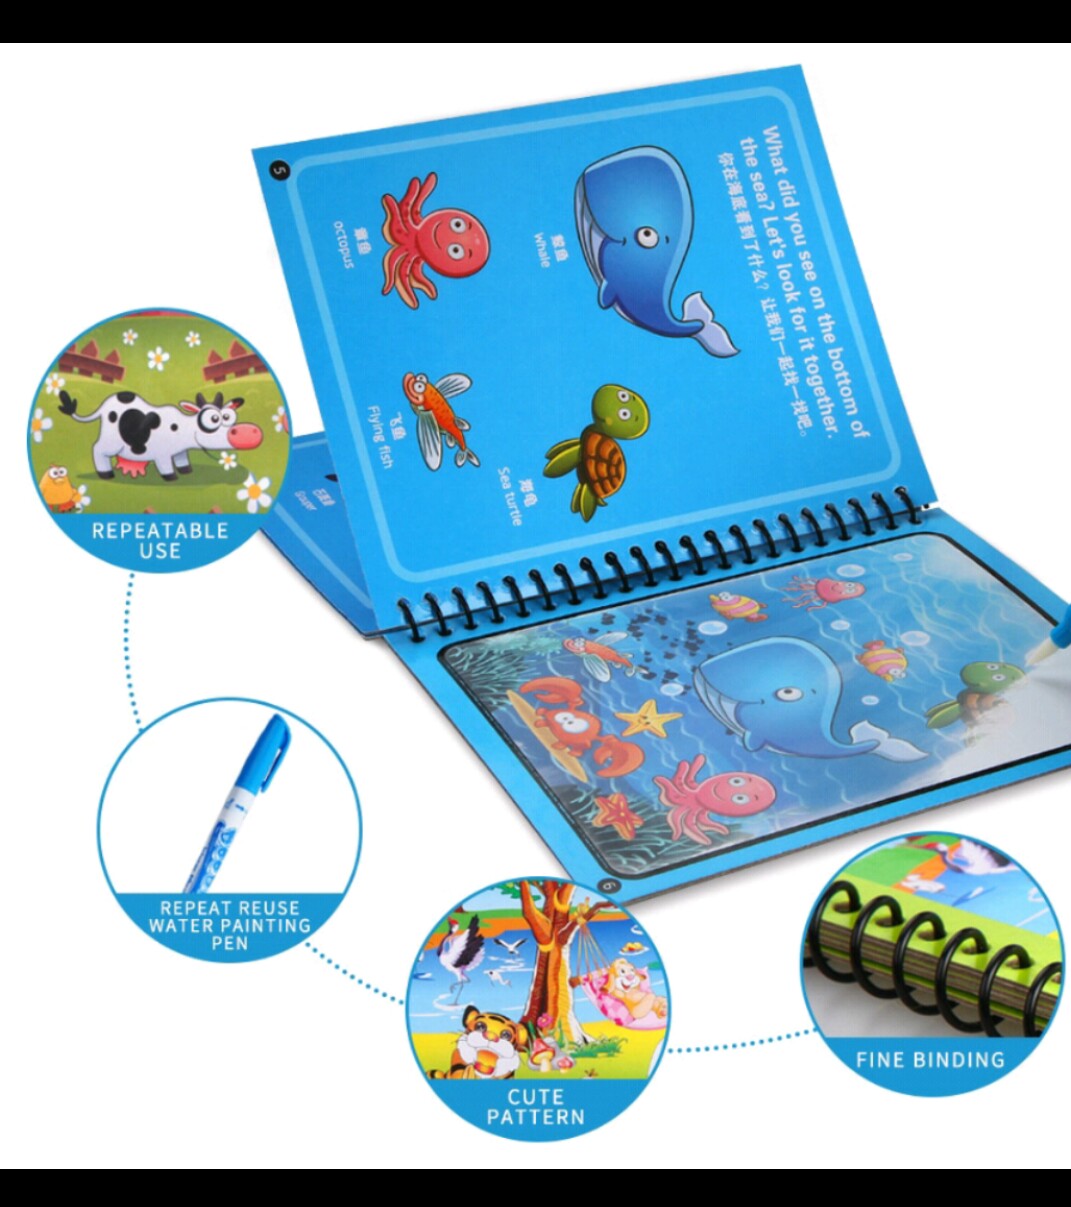 What did you see on the bottom of
the sea? Let's look for it together.
你在海底看到了什么？让我们一起找一找吧。
鲸鱼
Whale
海龟
Sea turtle
章鱼
octopus
飞鱼
Flying fish
5
6
REPEATABLE
USE
REPEAT REUSE
WATER PAINTING
PEN
CUTE
PATTERN
FINE BINDING